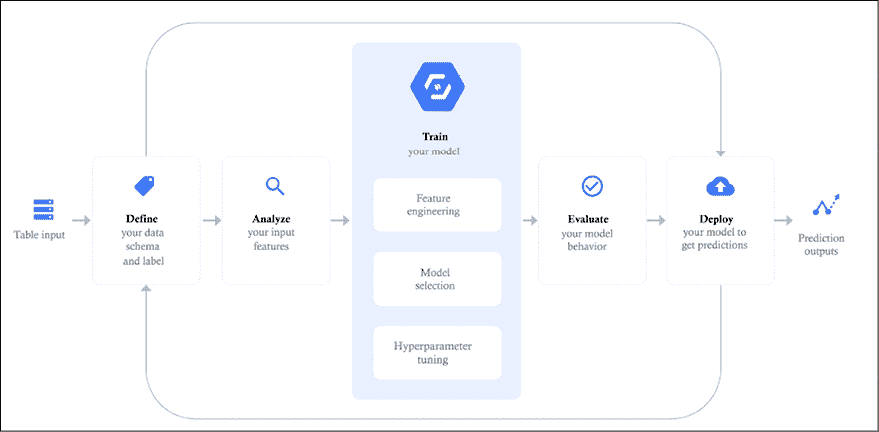 Table input
Define
your data
schema
and label
Analyze
your input
features
Train
your model
Feature
engineering
Model
selection
Hyperparameter
tuning
Evaluate
your model
behavior
Deploy
your model to
get predictions
Prediction
outputs